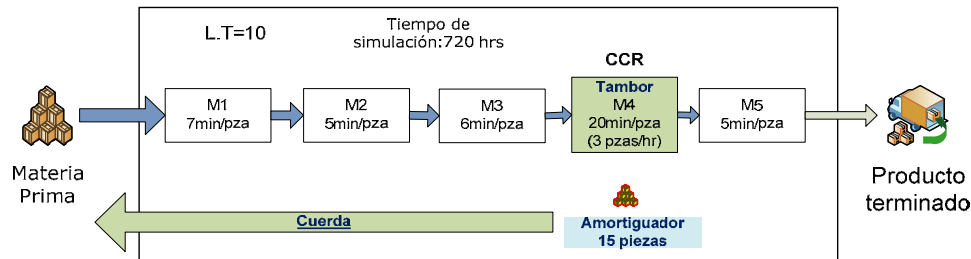 L.T=10
Tiempo de
simulación:720 hrs
CCR
M1
7min/pza
M2
5min/pza
M3
6min/pza
Tambor
M4
20min/pza
(3 pzas/hr)
M5
5min/pza
Materia
Prima
Producto
terminado
Cuerda
Amortiguador
15 piezas